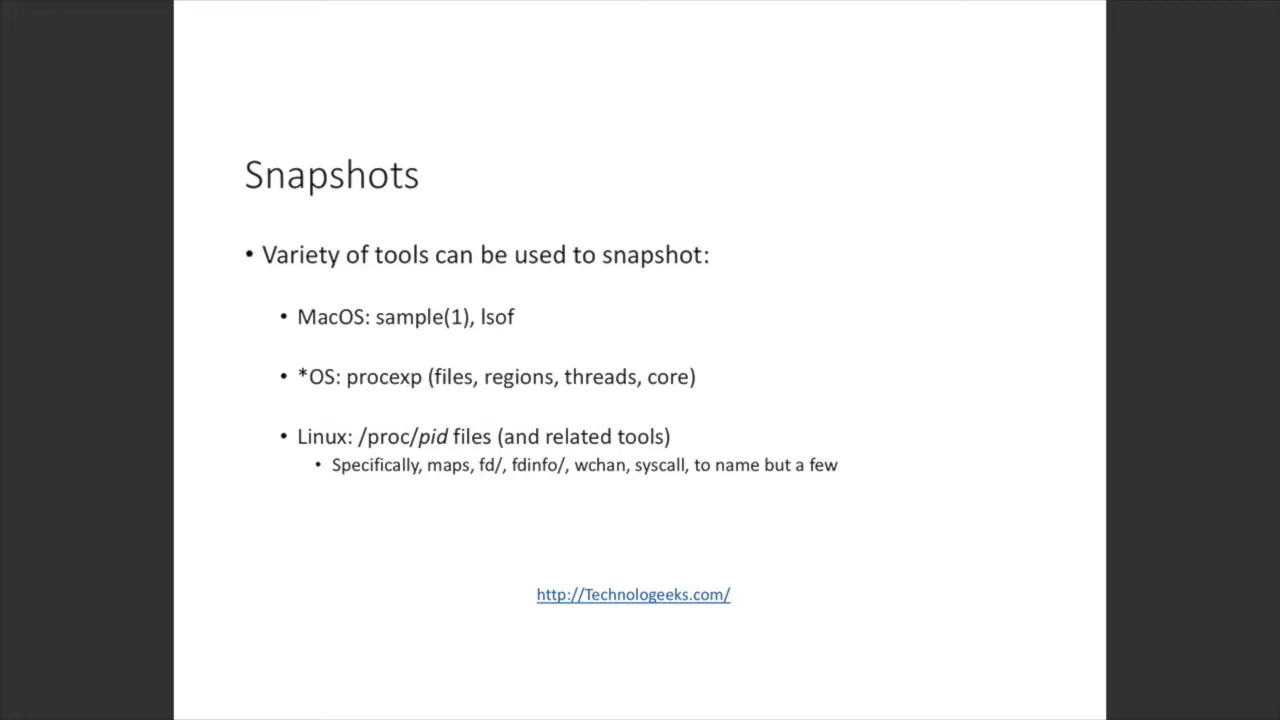 Snapshots
• Variety of tools can be used to snapshot:
• MacOS: sample(1), lsof
• *OS: procexp (files, regions, threads, core)
• Linux: /proc/pid files (and related tools)
• Specifically, maps, fd/, fdinfo/, wchan, syscall, to name but a few
http://Technologeeks.com/